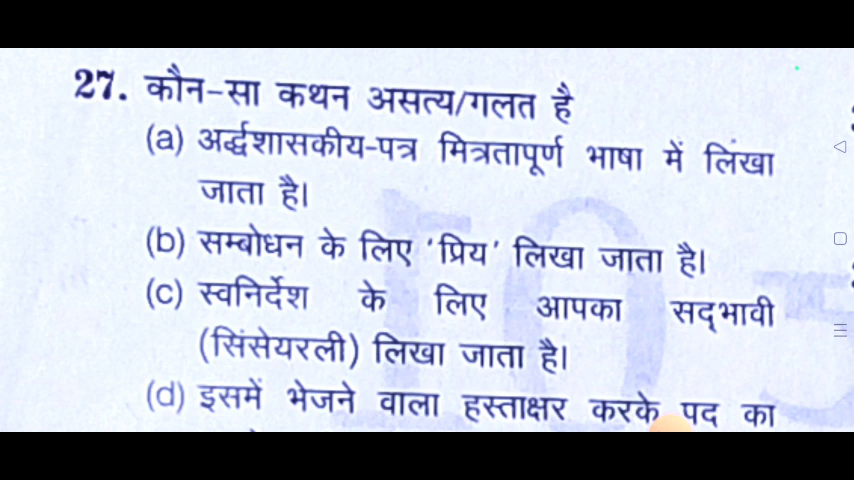 27. कौन-सा कथन असत्य/गलत है
(a) अर्द्धशासकीय-पत्र मित्रतापूर्ण भाषा में लिखा
जाता है।
(b) सम्बोधन के लिए 'प्रिय' लिखा जाता है।
(c) स्वनिर्देश के लिए आपका सद्भावी
(सिंसेयरली) लिखा जाता है।
(d) इसमें भेजने वाला हस्ताक्षर करके पद का